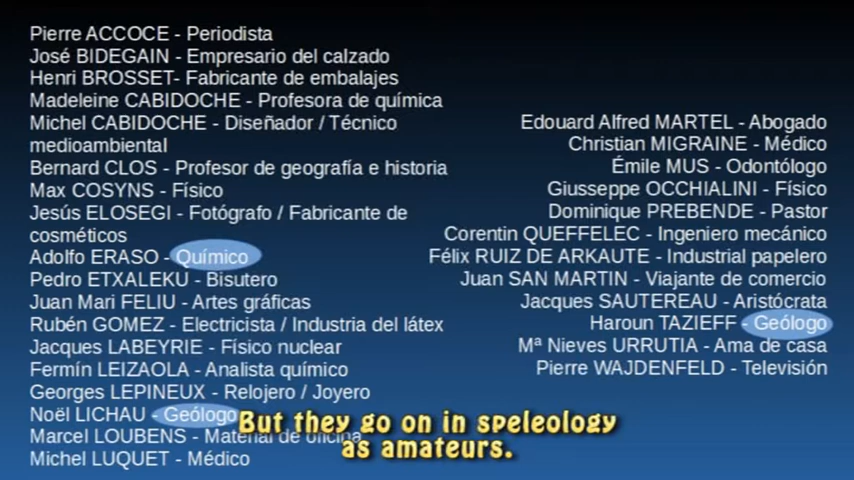 Pierre ACCOCE - Periodista
José BIDEGAIN - Empresario del calzado
Henri BROSSET- Fabricante de embalajes
Madeleine CABIDOCHE - Profesora de química
Michel CABIDOCHE - Diseñador / Técnico
medioambiental
Bernard CLOS - Profesor de geografía e historia
Max COSYNS - Físico
Jesús ELOSEGI - Fotógrafo / Fabricante de
cosméticos
Adolfo ERASO - Químico
Pedro ETXALEKU - Bisutero
Juan Mari FELIU - Artes gráficas
Rubén GOMEZ - Electricista / Industria del látex
Jacques LABEYRIE - Físico nuclear
Fermín LEIZAOLA - Analista químico
Georges LEPINEUX - Relojero / Joyero
Noël LICHAU - Geólogo
Marcel LOUBENS - Material de oficina
Michel LUQUET - Médico
Edouard Alfred MARTEL - Abogado
Christian MIGRAINE - Médico
Émile MUS - Odontólogo
Giusseppe OCCHIALINI - Físico
Dominique PREBENDE - Pastor
Corentin QUEFFELEC - Ingeniero mecánico
Félix RUIZ DE ARKAUTE - Industrial papelero
Juan SAN MARTIN - Viajante de comercio
Jacques SAUTEREAU - Aristócrata
Haroun TAZIEFF - Geólogo
Mª Nieves URRUTIA - Ama de casa
Pierre WAJDENFELD - Televisión
But they go on in speleology
as amateurs.